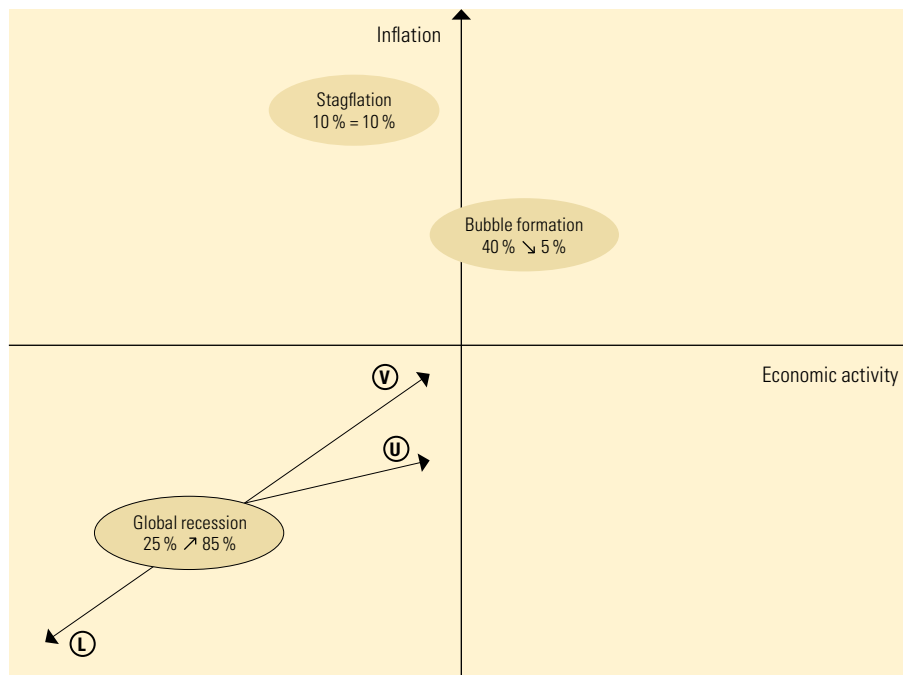 Inflation
Stagflation
10 % = 10 %
Bubble formation
40 % ↘ 5 %
Economic activity
V
U
Global recession
25 % ↗ 85 %
L